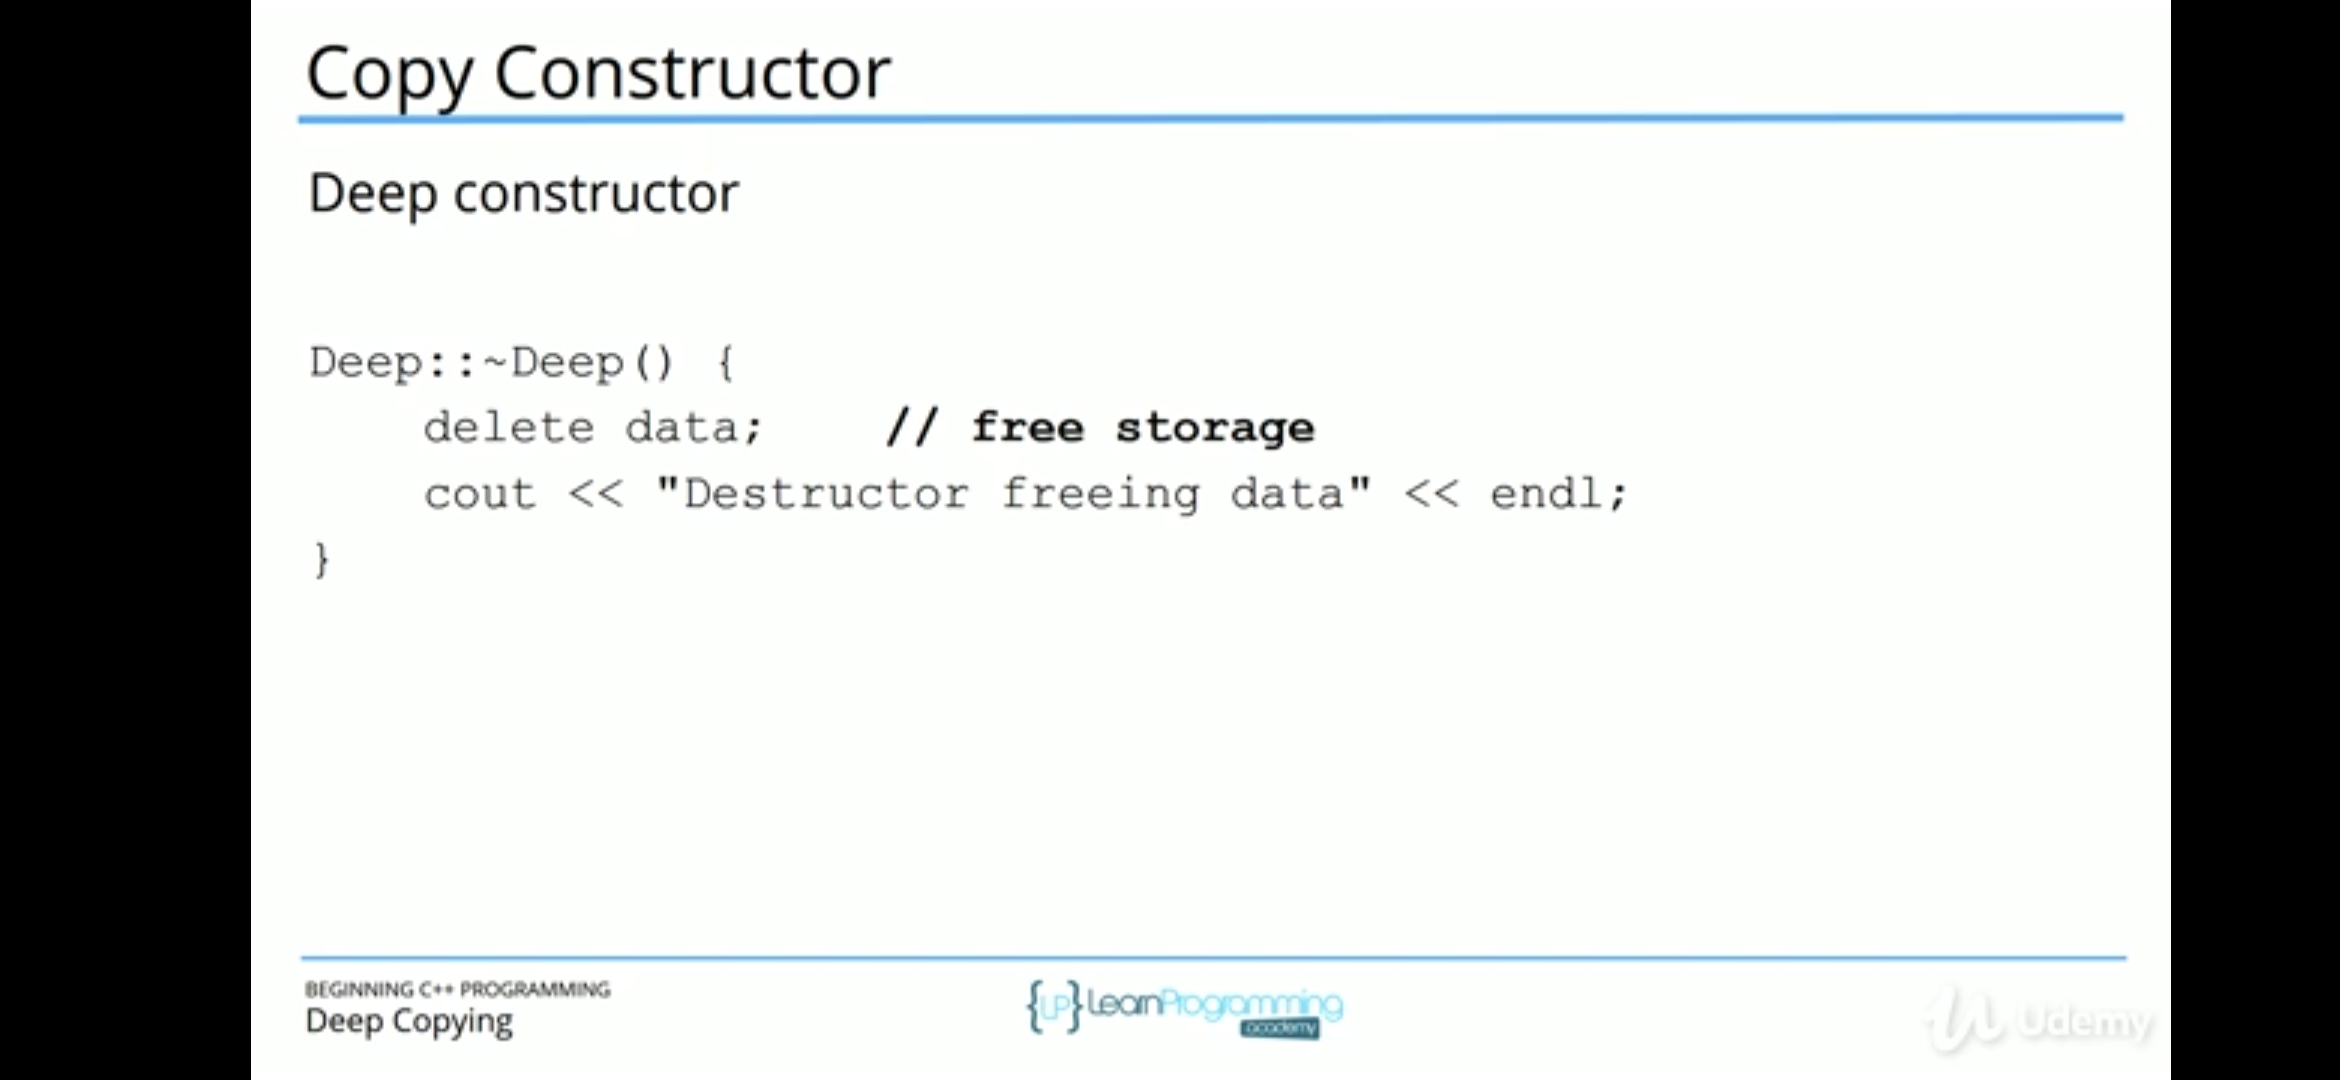 Copy Constructor
Deep constructor
Deep::~Deep() {
    delete data;    // free storage
    cout << "Destructor freeing data" << endl;
}
BEGINNING C++ PROGRAMMING
Deep Copying
{LP} LearnProgramming
academy
Udemy